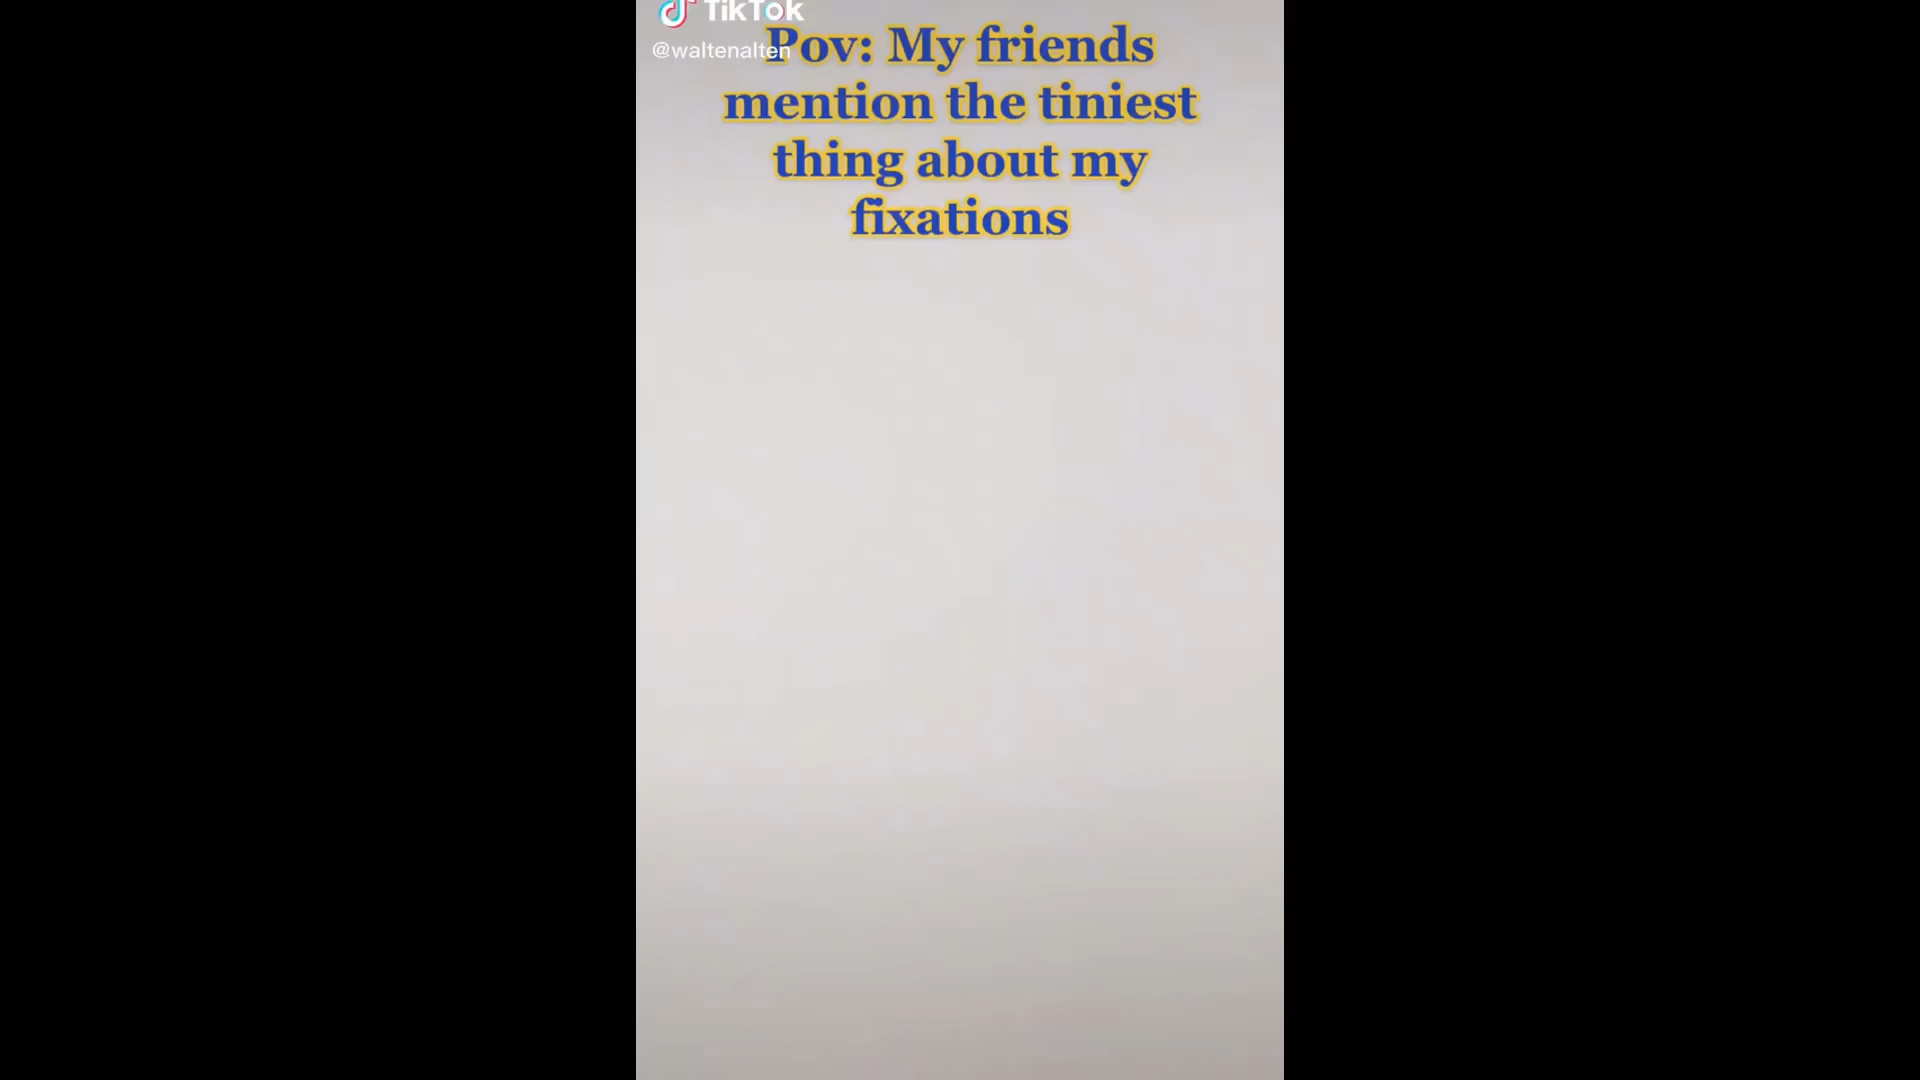 TikTok
@waltenalten
Pov: My friends
mention the tiniest
thing about my
fixations